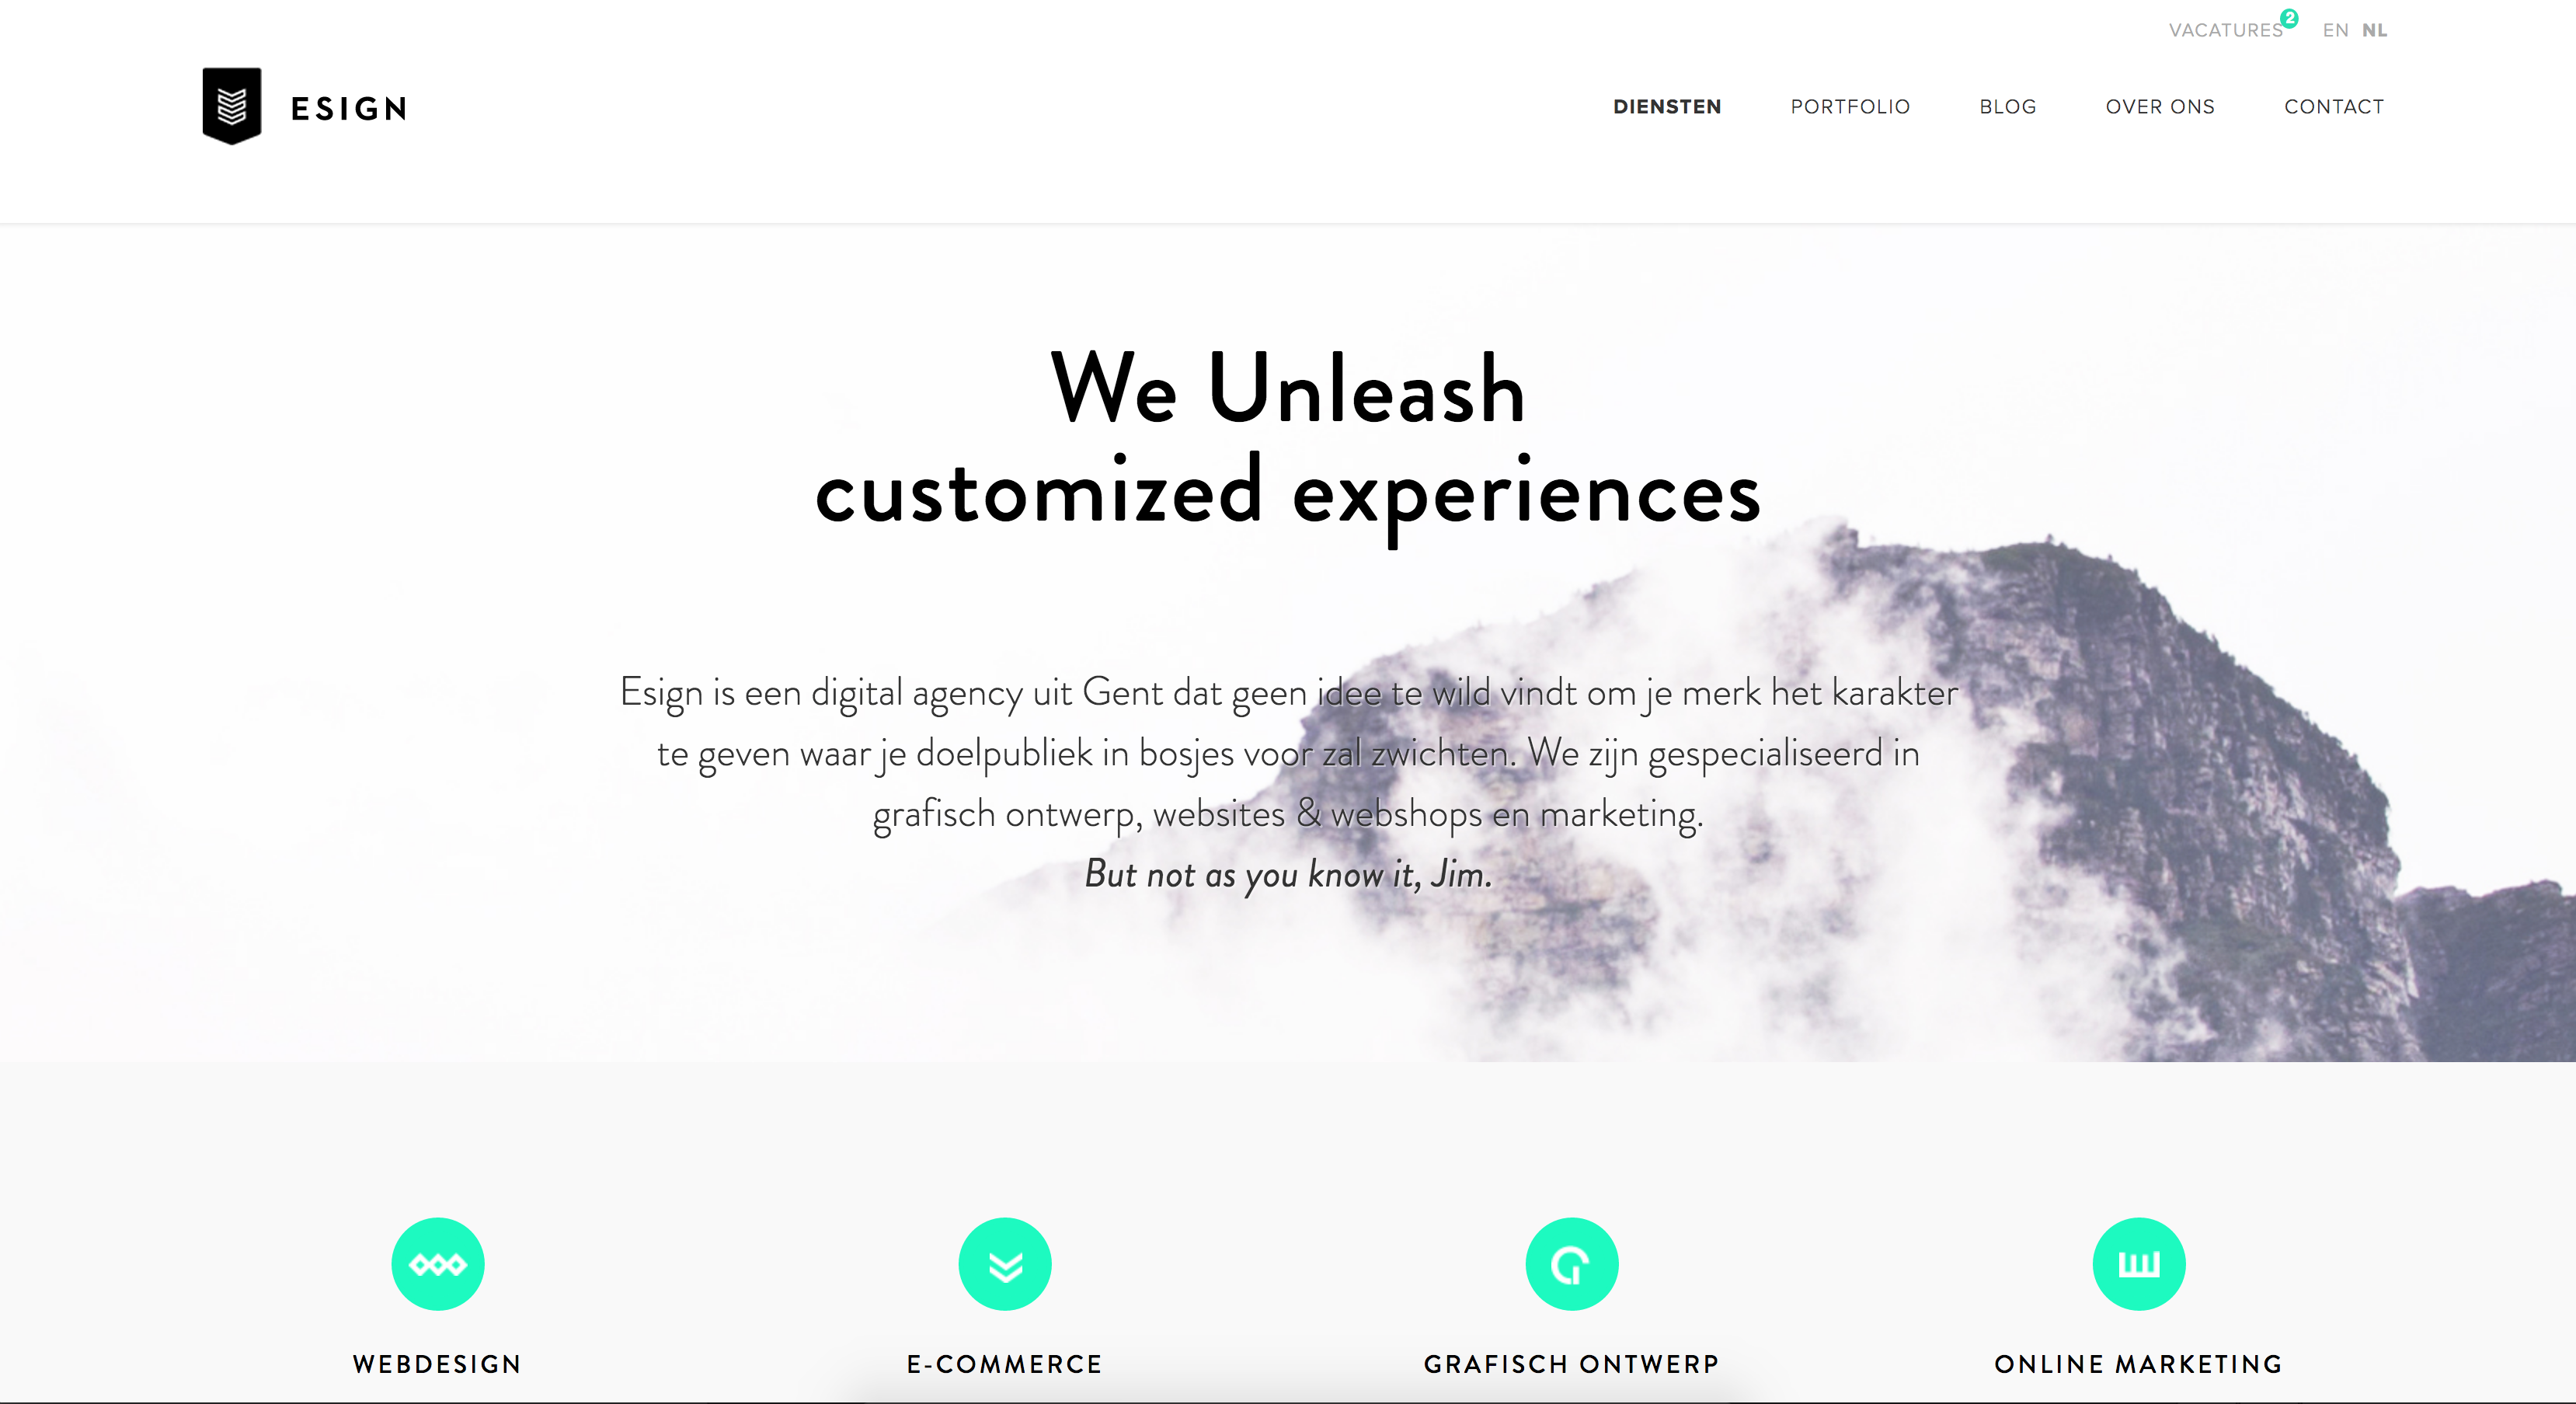 VACATURES 2 EN NL
ESIGN
DIENSTEN PORTFOLIO BLOG OVER ONS CONTACT
We Unleash
customized experiences
Esign is een digital agency uit Gent dat geen idee te wild vindt om je merk het karakter
te geven waar je doelpubliek in bosjes voor zal zwichten. We zijn gespecialiseerd in
grafisch ontwerp, websites & webshops en marketing.
But not as you know it, Jim.
WEBDESIGN E-COMMERCE GRAFISCH ONTWERP ONLINE MARKETING